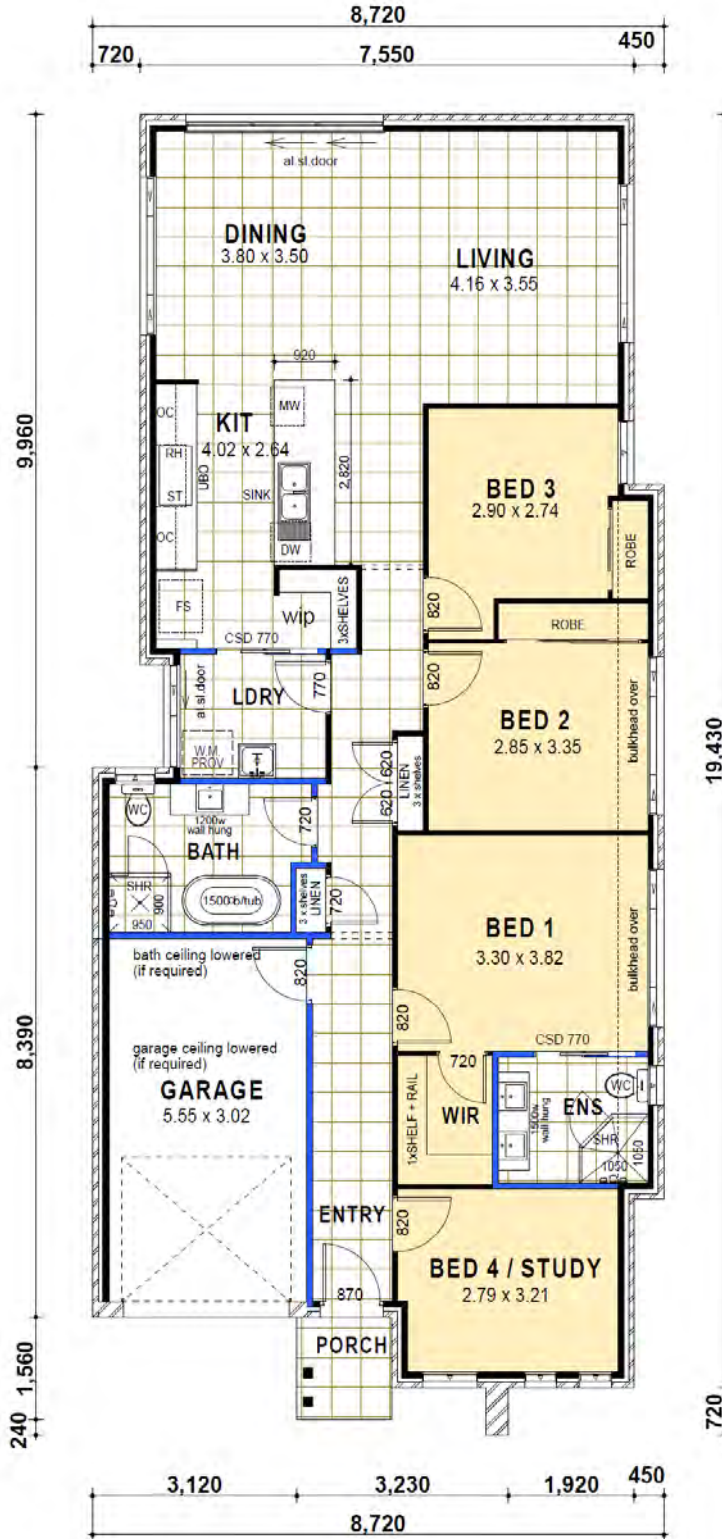 8,720
720
7,550
450
al.sl.door
DINING
3.80 x 3.50
LIVING
4.16 x 3.55
920
OC
MW
KIT
4.02 x 2.64
RH
UBO
ST
SINK
2,820
OC
DW
BED 3
2.90 x 2.74
ROBE
9,960
FS
wip
3xSHELVES
820
ROBE
CSD 770
al.sl.door
LDRY
770
820
BED 2
2.85 x 3.35
bulkhead over
W.M
PROV
620
620
LINEN
3 x shelves
19,430
WC
1200w
wall hung
720
BATH
SHR
900
950
1500 b/tub
3 x shelves
LINEN
720
BED 1
3.30 x 3.82
bulkhead over
bath ceiling lowered
(if required)
820
820
8,390
garage ceiling lowered
(if required)
GARAGE
5.55 x 3.02
CSD 770
720
1xSHELF + RAIL
WIR
1500w
wall hung
ENS
WC
SHR
1050
1050
ENTRY
820
BED 4 / STUDY
2.79 x 3.21
870
PORCH
1,560
240
720
3,120
3,230
1,920
450
8,720